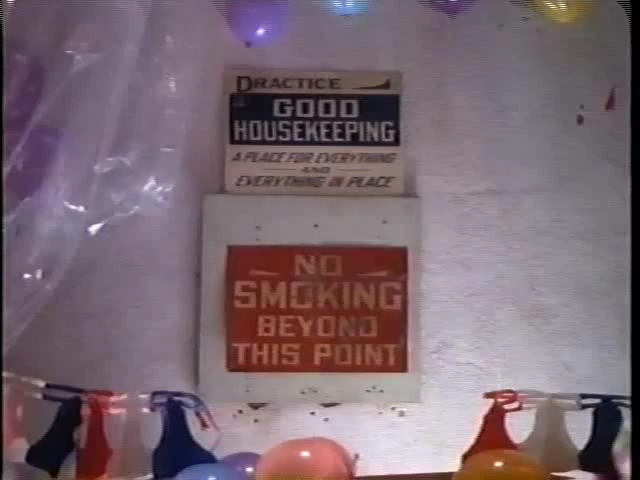 PRACTICE
GOOD
HOUSEKEEPING
A PLACE FOR EVERYTHING
AND
EVERYTHING IN PLACE
NO
SMOKING
BEYOND
THIS POINT